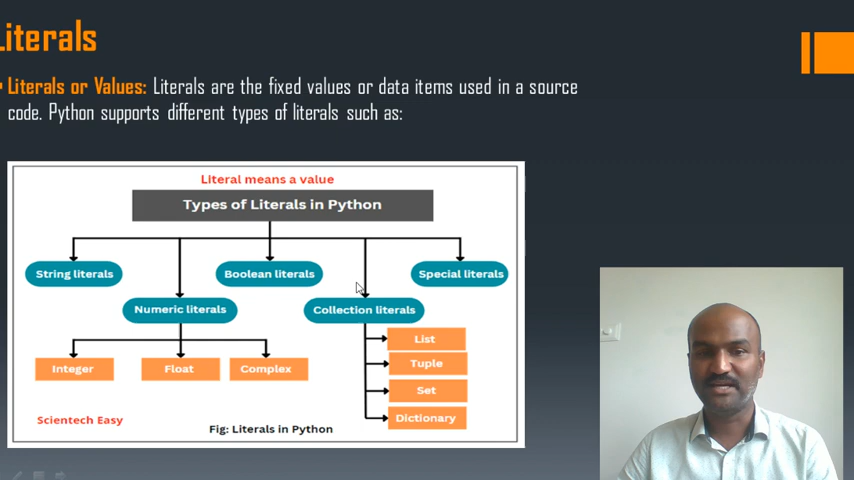 Literals
Literals or Values: Literals are the fixed values or data items used in a source
code. Python supports different types of literals such as:
Literal means a value
Types of Literals in Python
String literals
Boolean literals
Special literals
Numeric literals
Collection literals
List
Tuple
Set
Dictionary
Integer
Float
Complex
Scientech Easy
Fig: Literals in Python